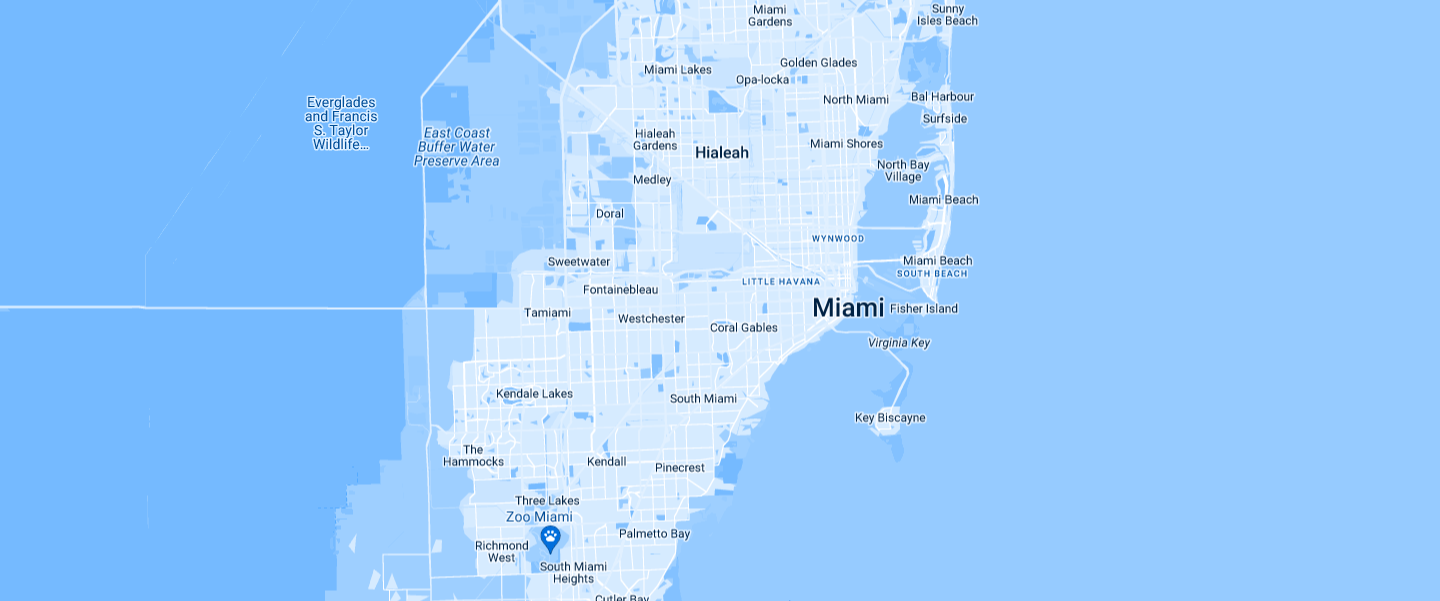 Miami
Gardens
Sunny
Isles Beach
Miami Lakes
Golden Glades
Opa-locka
North Miami
Bal Harbour
Surfside
Everglades
and Francis
S. Taylor
Wildlife...
East Coast
Buffer Water
Preserve Area
Hialeah
Gardens
Hialeah
Miami Shores
North Bay
Village
Medley
Miami Beach
Doral
WYNWOOD
Sweetwater
Miami Beach
SOUTH BEACH
Fontainebleau
LITTLE HAVANA
Miami
Fisher Island
Tamiami
Westchester
Coral Gables
Virginia Key
Kendale Lakes
South Miami
Key Biscayne
The
Hammocks
Kendall
Pinecrest
Three Lakes
Zoo Miami
Palmetto Bay
Richmond
West
South Miami
Heights
Cutler Bay